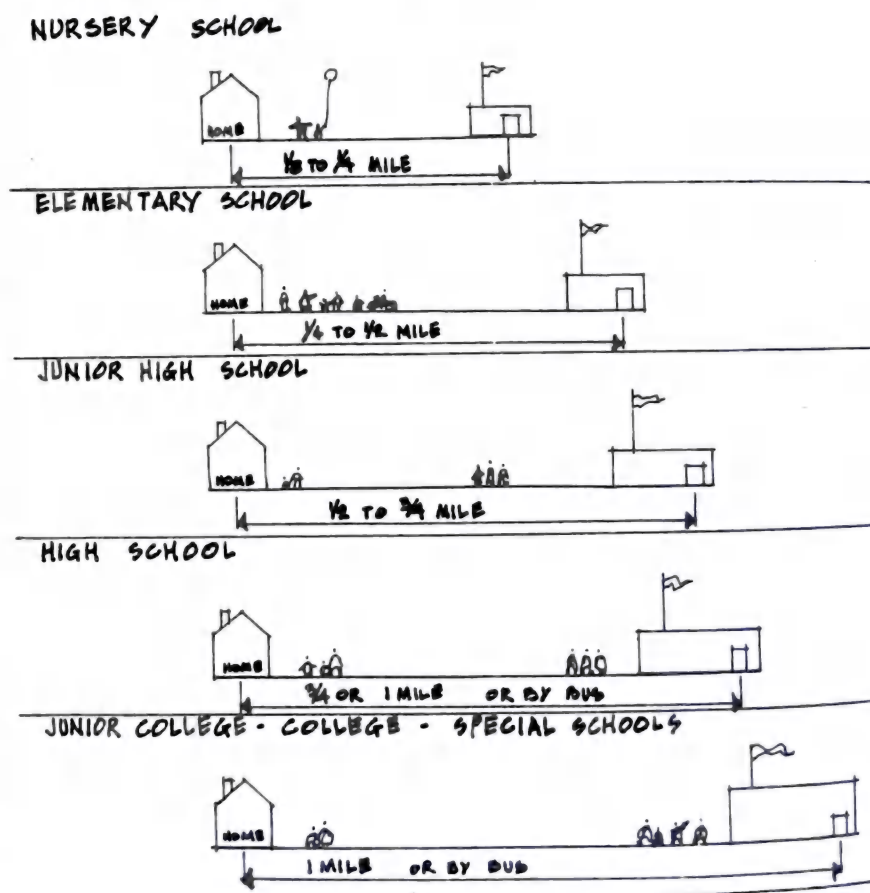 NURSERY SCHOOL
HOME
1/8 TO 1/4 MILE
ELEMENTARY SCHOOL
HOME
1/4 TO 1/2 MILE
JUNIOR HIGH SCHOOL
HOME
1/2 TO 3/4 MILE
HIGH SCHOOL
HOME
3/4 OR 1 MILE OR BY BUS
JUNIOR COLLEGE - COLLEGE - SPECIAL SCHOOLS
HOME
1 MILE OR BY BUS